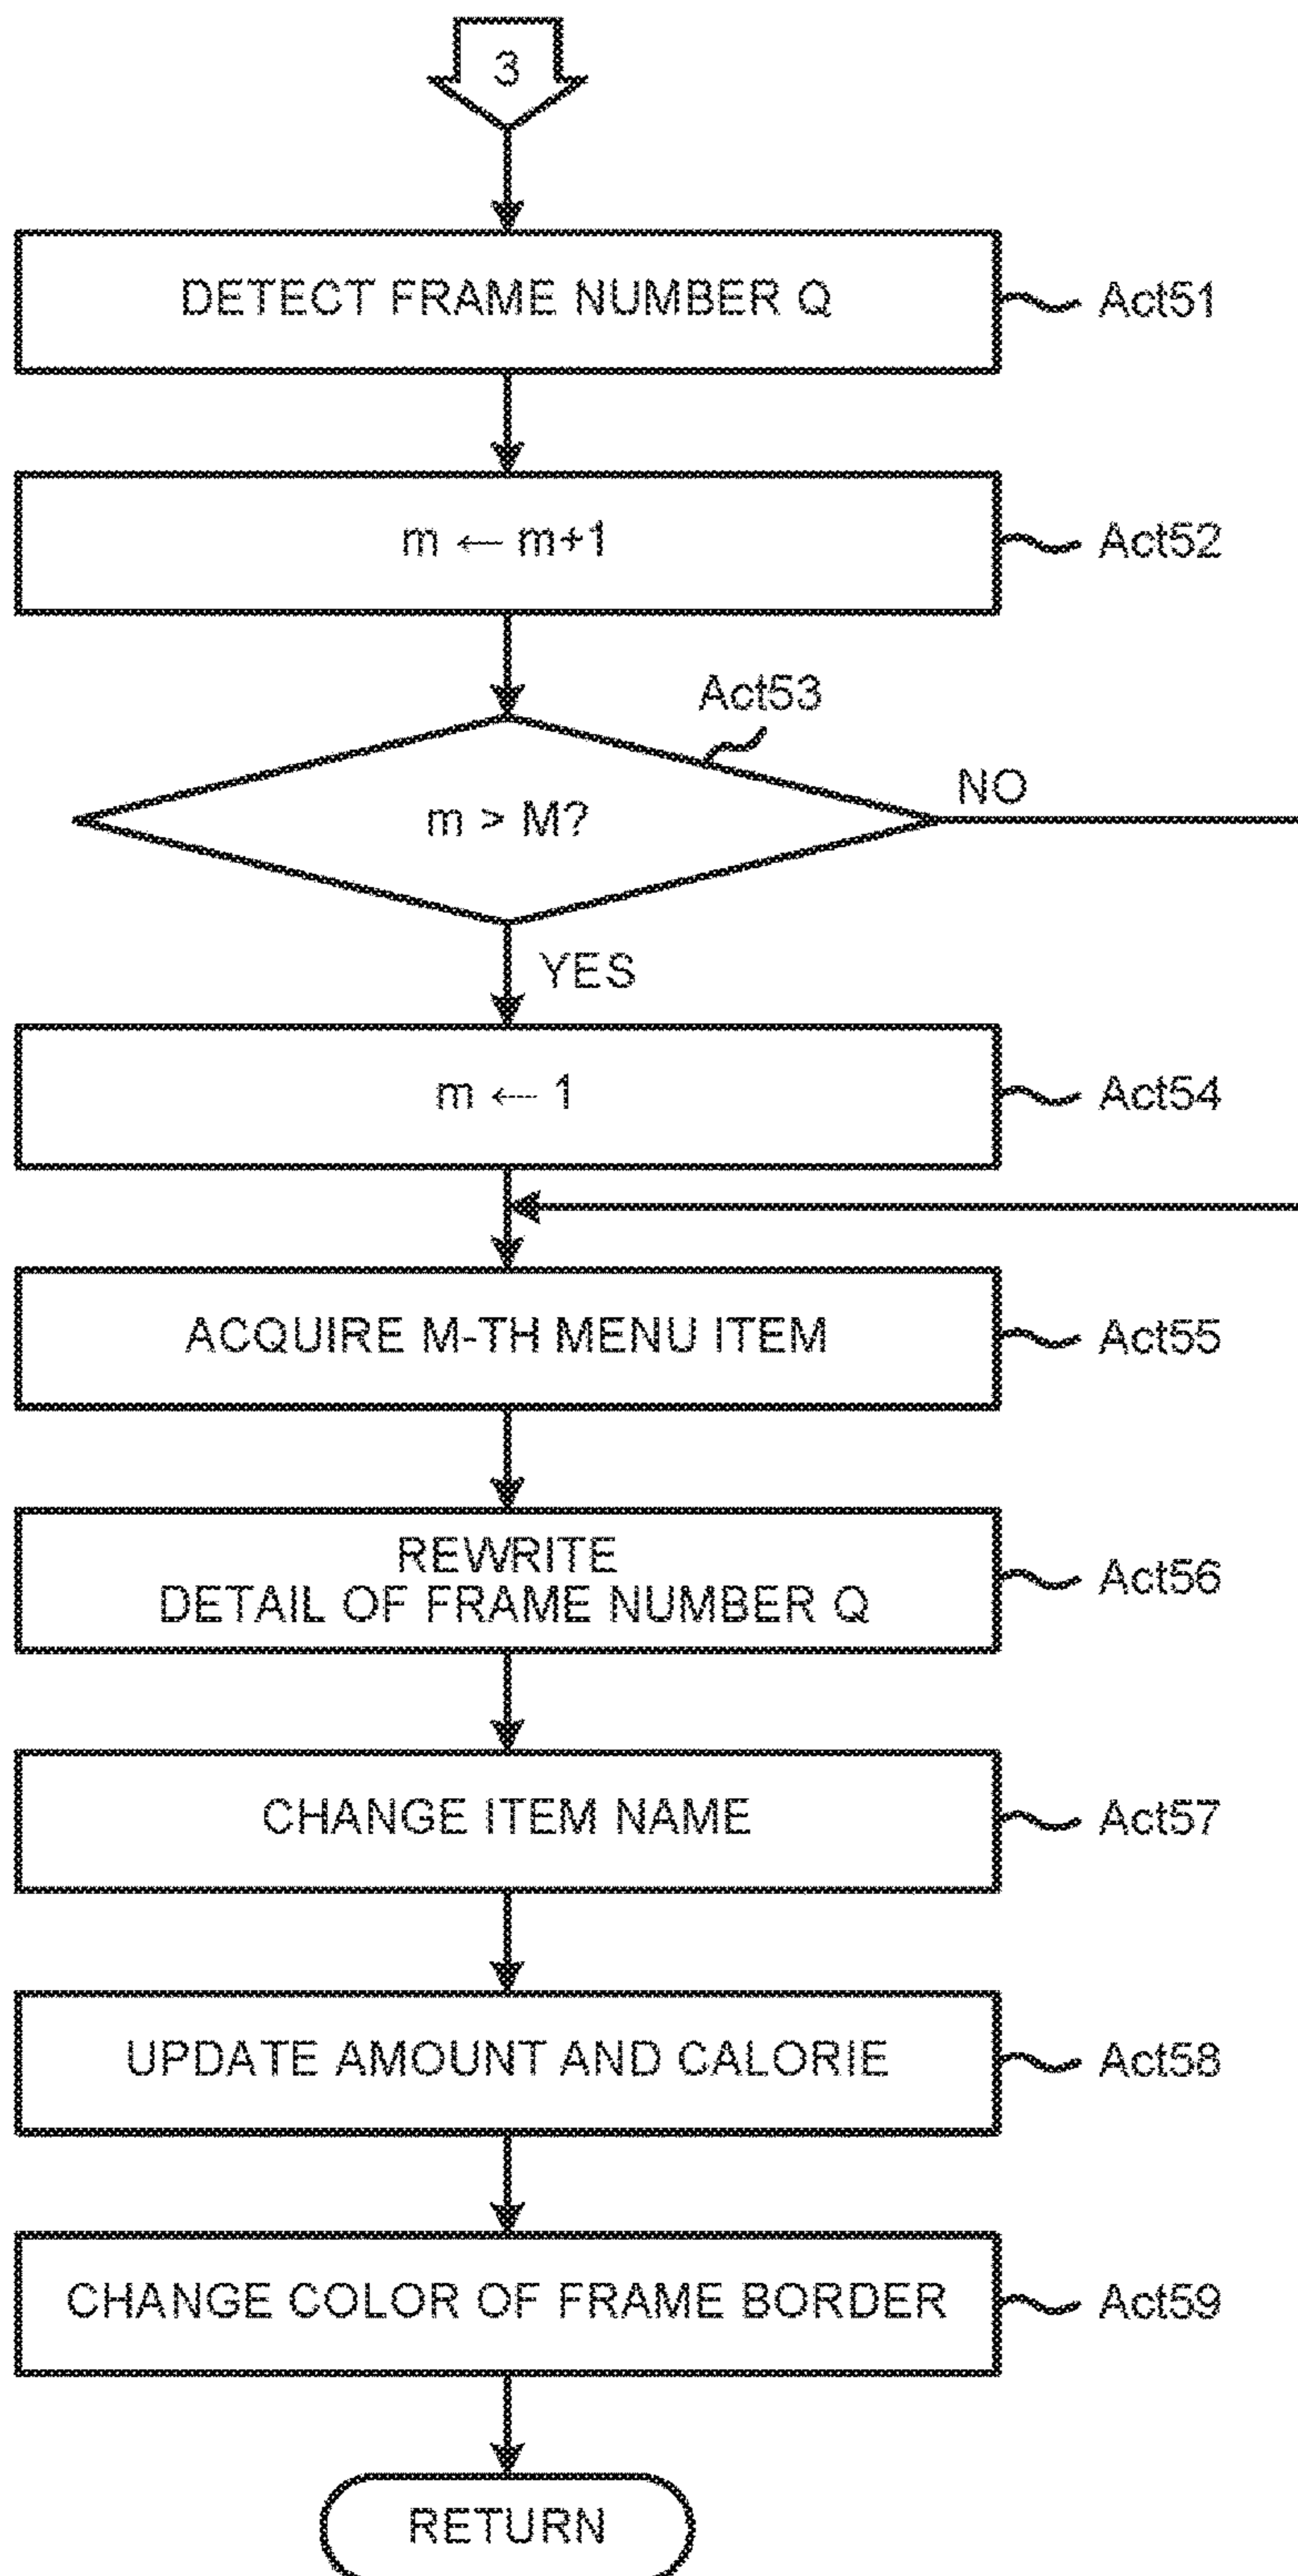 3
DETECT FRAME NUMBER Q
Act51
m ← m+1
Act52
Act53
m > M?
NO
YES
m ← 1
Act54
ACQUIRE M-TH MENU ITEM
Act55
REWRITE
DETAIL OF FRAME NUMBER Q
Act56
CHANGE ITEM NAME
Act57
UPDATE AMOUNT AND CALORIE
Act58
CHANGE COLOR OF FRAME BORDER
Act59
RETURN